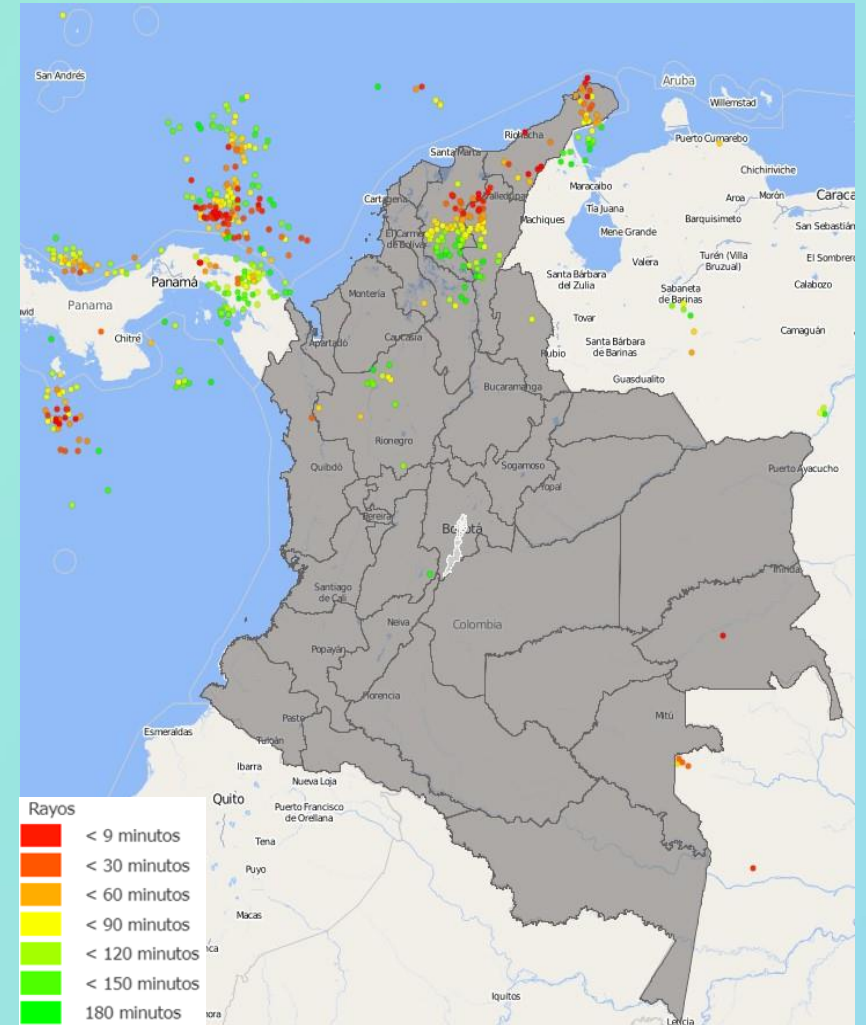 San Andrés
Aruba
Willemstad
Riohacha
Puerto Cumarebo
Santa Marta
Chichiriviche
Maracaibo
Cartagena
Valledupar
Aroa
Morón
Caraca
Tía Juana
Machiques
Barquisimeto
San Sebastián
El Carmen
de Bolívar
Mene Grande
Valera
Turén (Villa
Bruzual)
El Sombrero
Panamá
Santa Bárbara
del Zulia
Sabaneta
de Barinas
Calabozo
Montería
Panama
vid
Tovar
Camaguán
Chitré
Apartadó
Caucasia
Santa Bárbara
de Barinas
Rubio
Guasdualito
Bucaramanga
Rionegro
Quibdó
Sogamoso
Puerto Ayacucho
Yopal
Pereira
Bogotá
Inírida
Santiago
de Cali
Neiva
Colombia
Popayán
Florencia
Mitú
Pasto
Esmeraldas
Tulcán
Ibarra
Nueva Loja
Quito
Puerto Francisco
de Orellana
Tena
Puyo
Macas
nca
ora
Iquitos
Leticia
Rayos
< 9 minutos
< 30 minutos
< 60 minutos
< 90 minutos
< 120 minutos
< 150 minutos
180 minutos